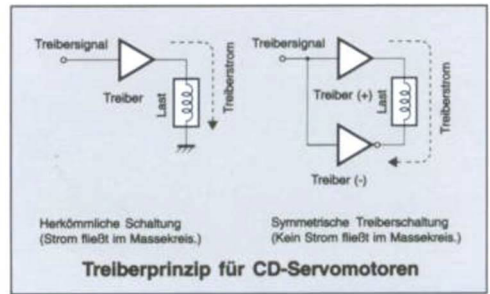 Treibersignal
Treiber
Last
Treiberstrom
Herkömmliche Schaltung
(Strom fließt im Massekreis.)
Treibersignal
Treiber (+)
Last
Treiberstrom
Treiber (-)
Symmetrische Treiberschaltung
(Kein Strom fließt im Massekreis.)
Treiberprinzip für CD-Servomotoren